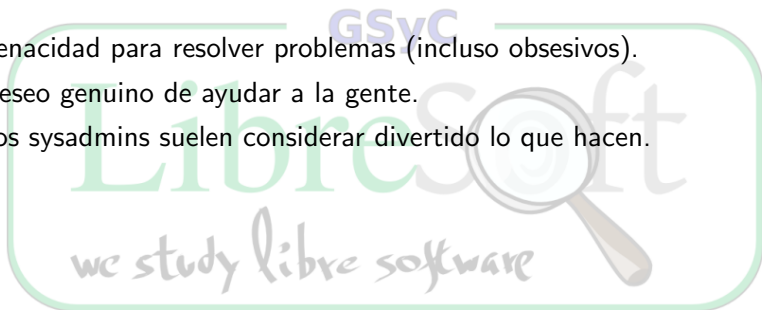 GSyC
enacidad para resolver problemas (incluso obsesivos).
eseo genuino de ayudar a la gente.
os sysadmins suelen considerar divertido lo que hacen.
LibreSoft
we study libre software